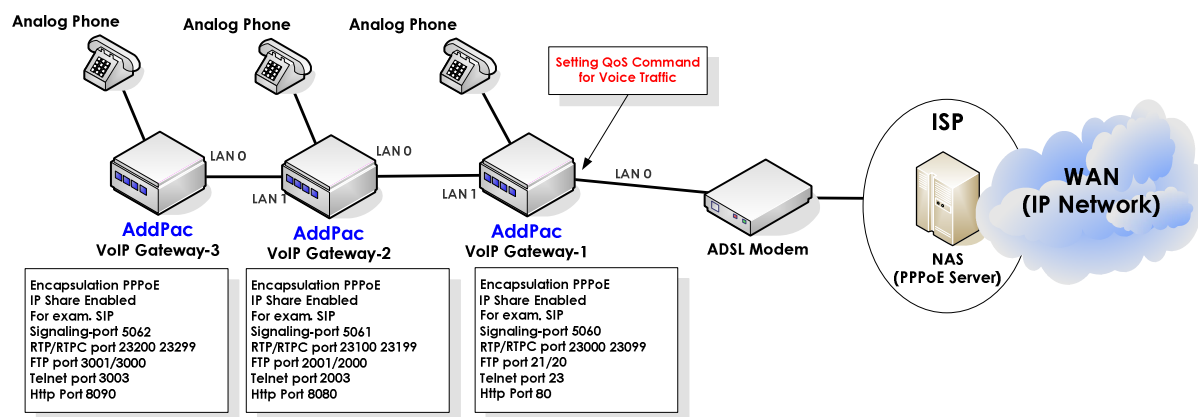 Analog Phone
Analog Phone
Analog Phone
Setting QoS Command
for Voice Traffic
ISP
WAN
(IP Network)
LAN 0
LAN 1
LAN 0
LAN 1
LAN 0
AddPac
VoIP Gateway-3
AddPac
VoIP Gateway-2
AddPac
VoIP Gateway-1
ADSL Modem
NAS
(PPPoE Server)
Encapsulation PPPoE
IP Share Enabled
For exam. SIP
Signaling-port 5062
RTP/RTPC port 23200 23299
FTP port 3001/3000
Telnet port 3003
Http Port 8090
Encapsulation PPPoE
IP Share Enabled
For exam. SIP
Signaling-port 5061
RTP/RTPC port 23100 23199
FTP port 2001/2000
Telnet port 2003
Http Port 8080
Encapsulation PPPoE
IP Share Enabled
For exam. SIP
Signaling-port 5060
RTP/RTPC port 23000 23099
FTP port 21/20
Telnet port 23
Http Port 80